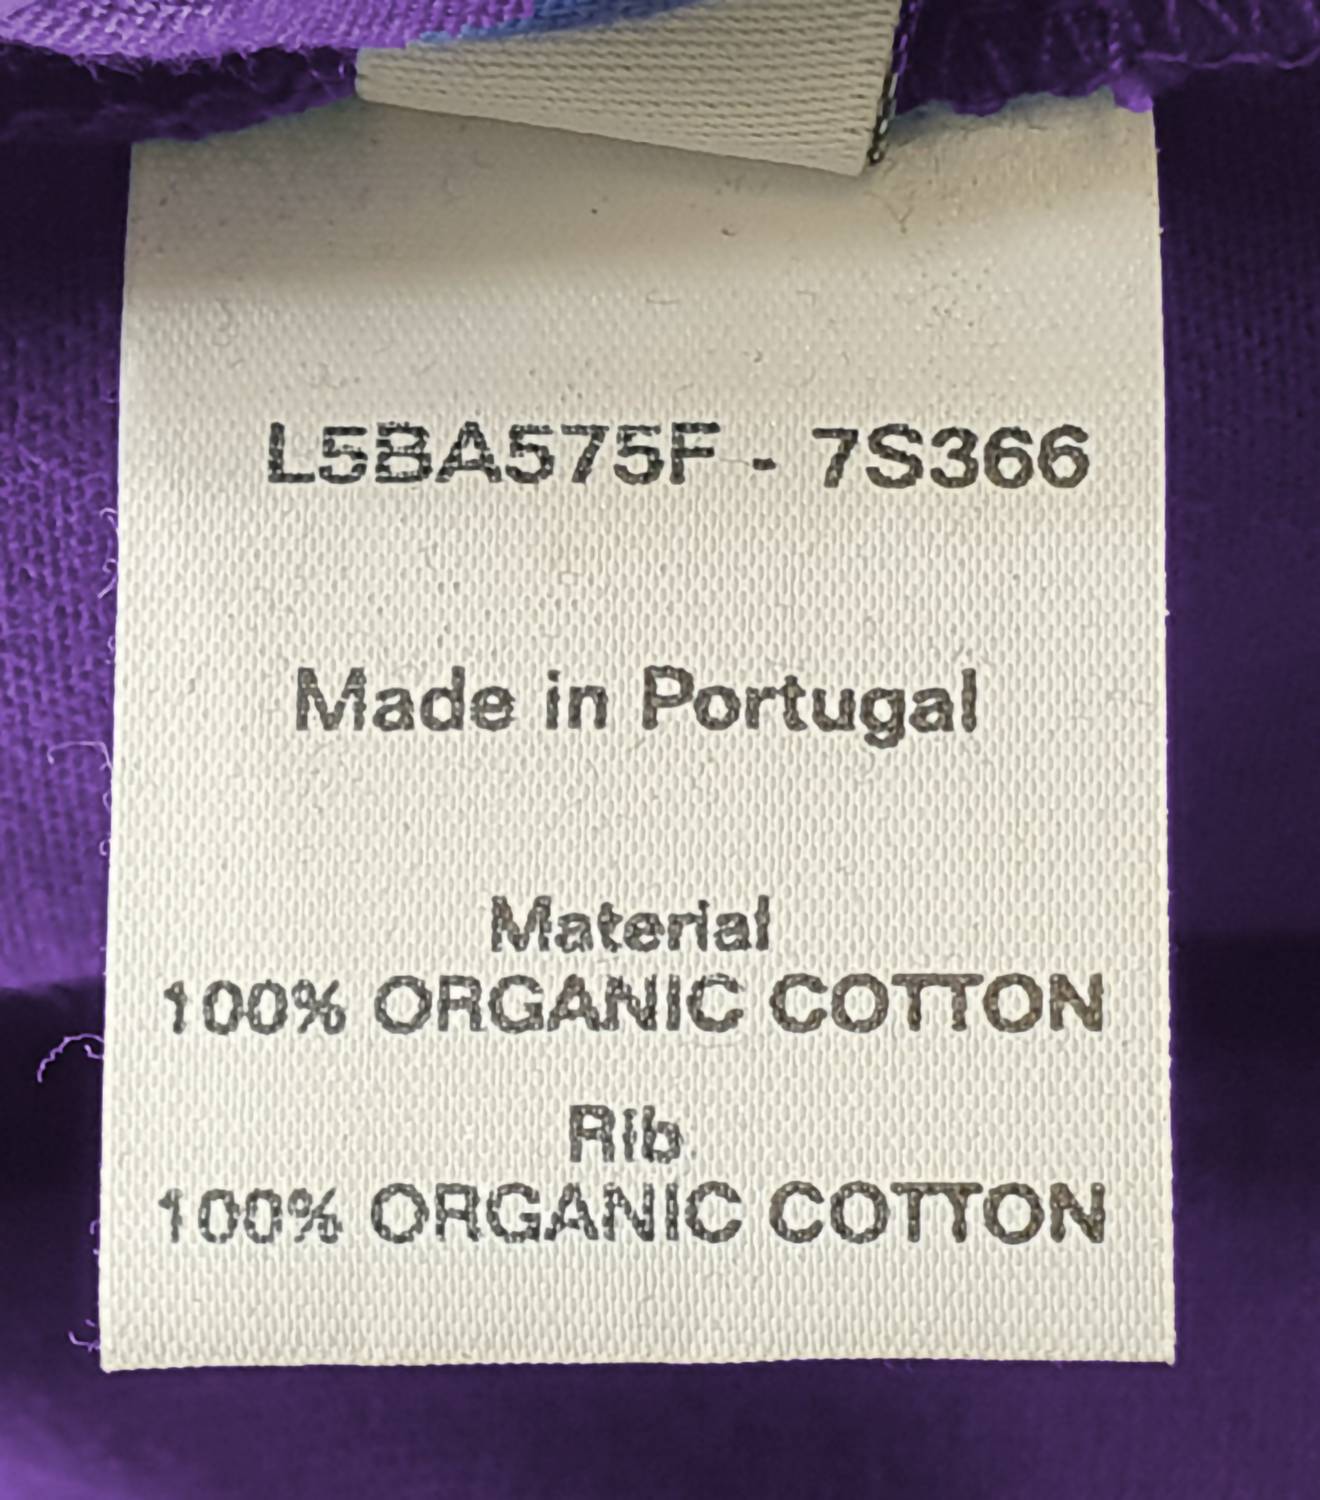 L5BA575F - 7S366
Made in Portugal
Material
100% ORGANIC COTTON
Rib
100% ORGANIC COTTON